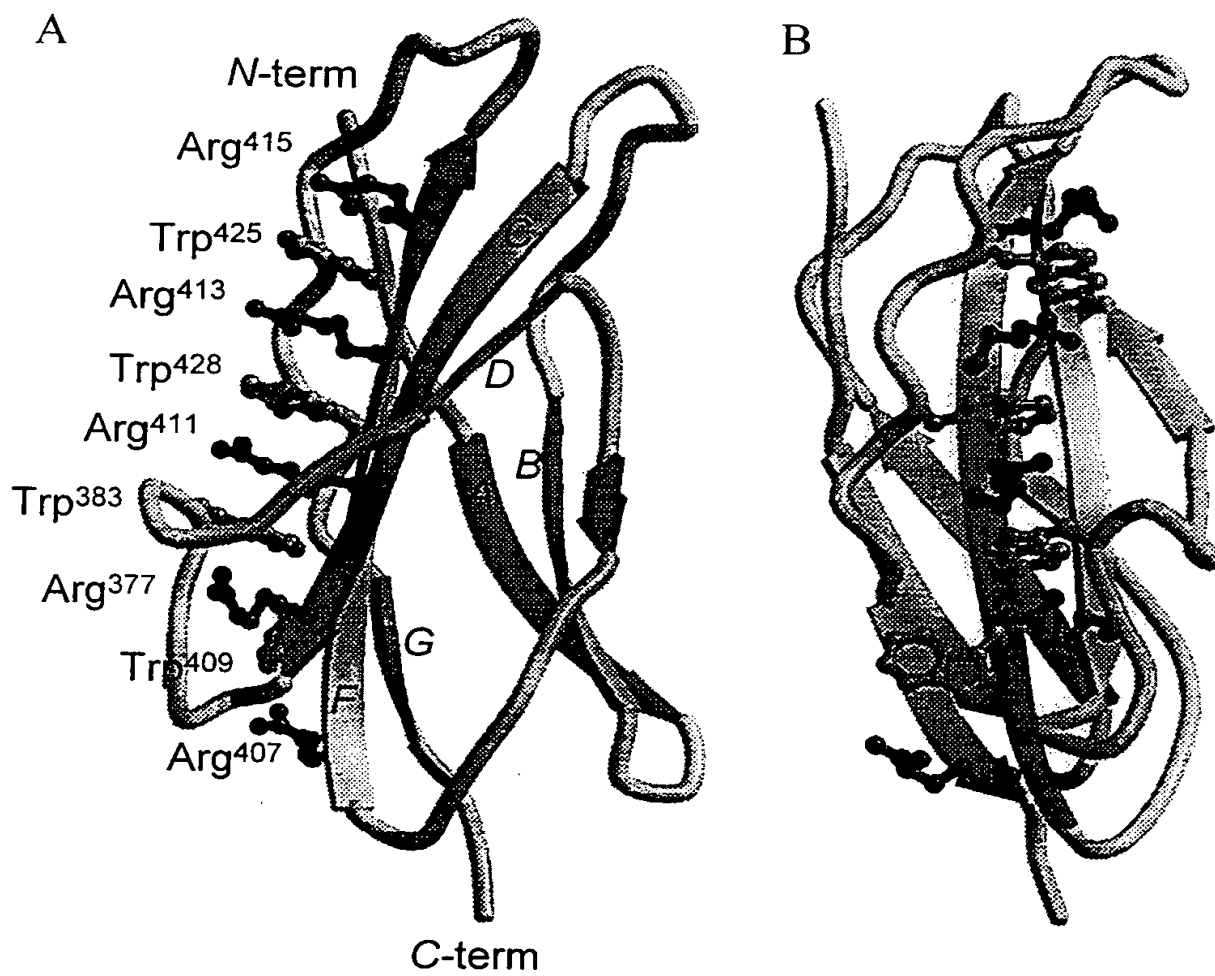 A
B
N-term
Arg415
Trp425
Arg413
Trp428
D
Arg411
B
Trp383
Arg377
G
Trp409
F
Arg407
C-term